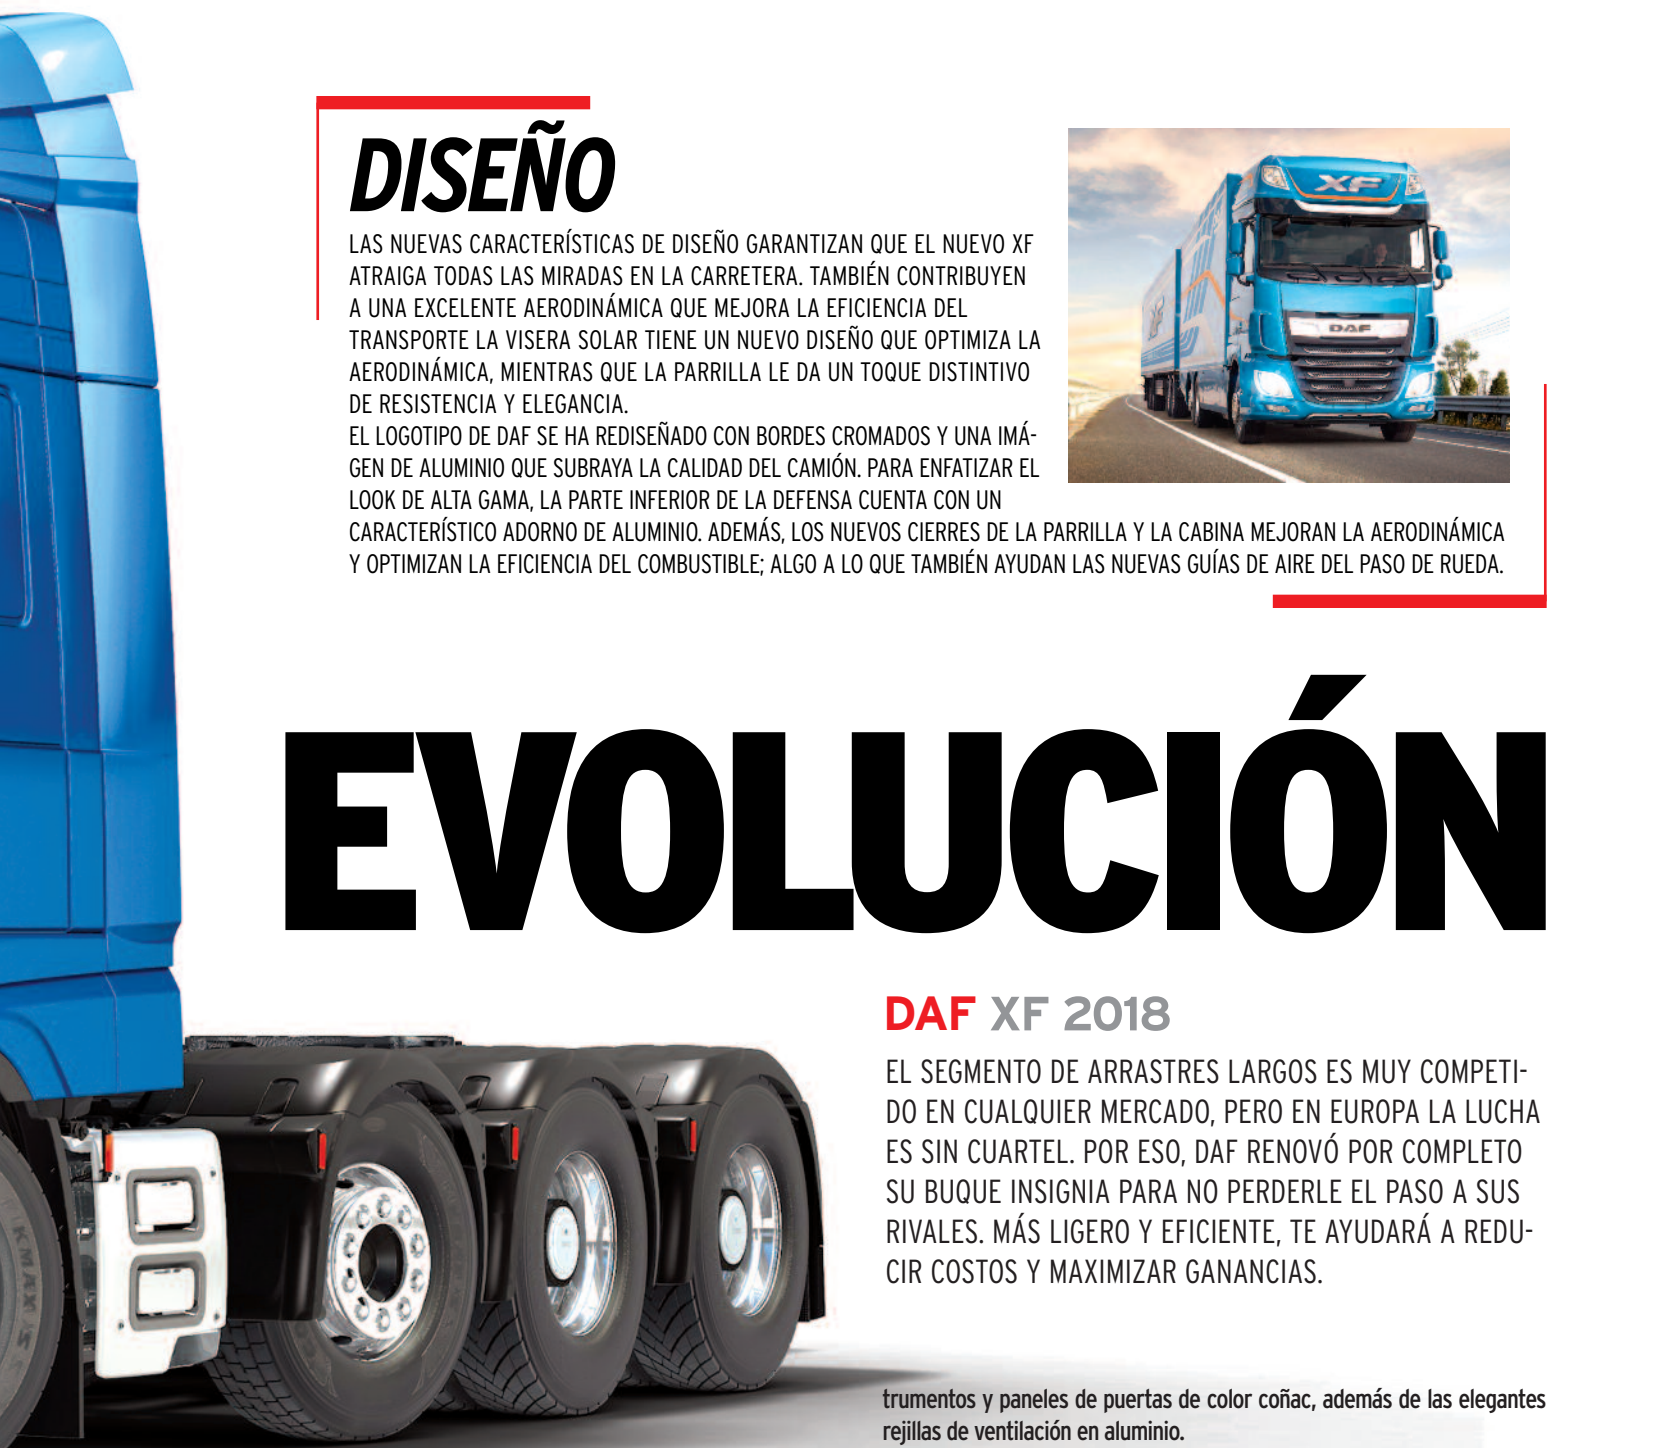 DISEÑO
LAS NUEVAS CARACTERÍSTICAS DE DISEÑO GARANTIZAN QUE EL NUEVO XF
ATRAIGA TODAS LAS MIRADAS EN LA CARRETERA. TAMBIÉN CONTRIBUYEN
A UNA EXCELENTE AERODINÁMICA QUE MEJORA LA EFICIENCIA DEL
TRANSPORTE LA VISERA SOLAR TIENE UN NUEVO DISEÑO QUE OPTIMIZA LA
AERODINÁMICA, MIENTRAS QUE LA PARRILLA LE DA UN TOQUE DISTINTIVO
DE RESISTENCIA Y ELEGANCIA.
EL LOGOTIPO DE DAF SE HA REDISEÑADO CON BORDES CROMADOS Y UNA IMÁ-
GEN DE ALUMINIO QUE SUBRAYA LA CALIDAD DEL CAMIÓN. PARA ENFATIZAR EL
LOOK DE ALTA GAMA, LA PARTE INFERIOR DE LA DEFENSA CUENTA CON UN
CARACTERÍSTICO ADORNO DE ALUMINIO. ADEMÁS, LOS NUEVOS CIERRES DE LA PARRILLA Y LA CABINA MEJORAN LA AERODINÁMICA
Y OPTIMIZAN LA EFICIENCIA DEL COMBUSTIBLE; ALGO A LO QUE TAMBIÉN AYUDAN LAS NUEVAS GUÍAS DE AIRE DEL PASO DE RUEDA.
XF
XF
DAF
EVOLUCIÓN
DAF XF 2018
EL SEGMENTO DE ARRASTRES LARGOS ES MUY COMPETI-
DO EN CUALQUIER MERCADO, PERO EN EUROPA LA LUCHA
ES SIN CUARTEL. POR ESO, DAF RENOVÓ POR COMPLETO
SU BUQUE INSIGNIA PARA NO PERDERLE EL PASO A SUS
RIVALES. MÁS LIGERO Y EFICIENTE, TE AYUDARÁ A REDU-
CIR COSTOS Y MAXIMIZAR GANANCIAS.
KMAX S
trumentos y paneles de puertas de color coñac, además de las elegantes
rejillas de ventilación en aluminio.